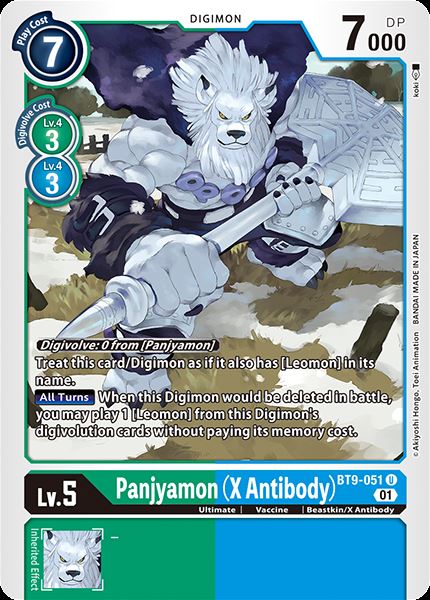 DIGIMON
Play Cost
7
7000
DP
koki
Digivolve Cost
Lv.4
3
Lv.4
3
© Akiyoshi Hongo, Toei Animation BANDAI MADE IN JAPAN
Digivolve: 0 from [Panjyamon]
Treat this card/Digimon as if it also has [Leomon] in its
name.
All Turns When this Digimon would be deleted in battle,
you may play 1 [Leomon] from this Digimon's
digivolution cards without paying its memory cost.
Lv.5
Panjyamon (X Antibody)
BT9-051 U
01
Ultimate | Vaccine | Beastkin/X Antibody
Inherited Effect
–